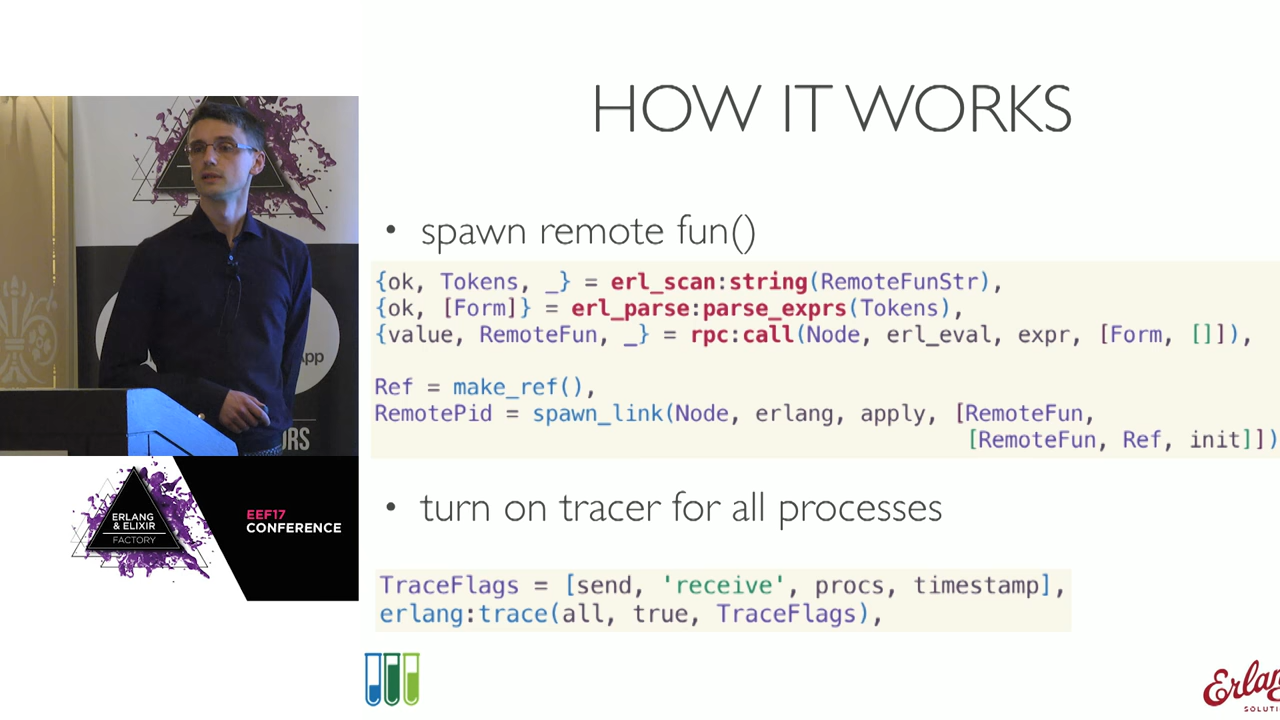 HOW IT WORKS
• spawn remote fun()
{ok, Tokens, _} = erl_scan:string(RemoteFunStr),
{ok, [Form]} = erl_parse:parse_exprs(Tokens),
{value, RemoteFun, _} = rpc:call(Node, erl_eval, expr, [Form, []]),
Ref = make_ref(),
RemotePid = spawn_link(Node, erlang, apply, [RemoteFun,
[RemoteFun, Ref, init]])
• turn on tracer for all processes
TraceFlags = [send, 'receive', procs, timestamp],
erlang:trace(all, true, TraceFlags),
ERLANG
& ELIXIR
FACTORY
EEF17
CONFERENCE